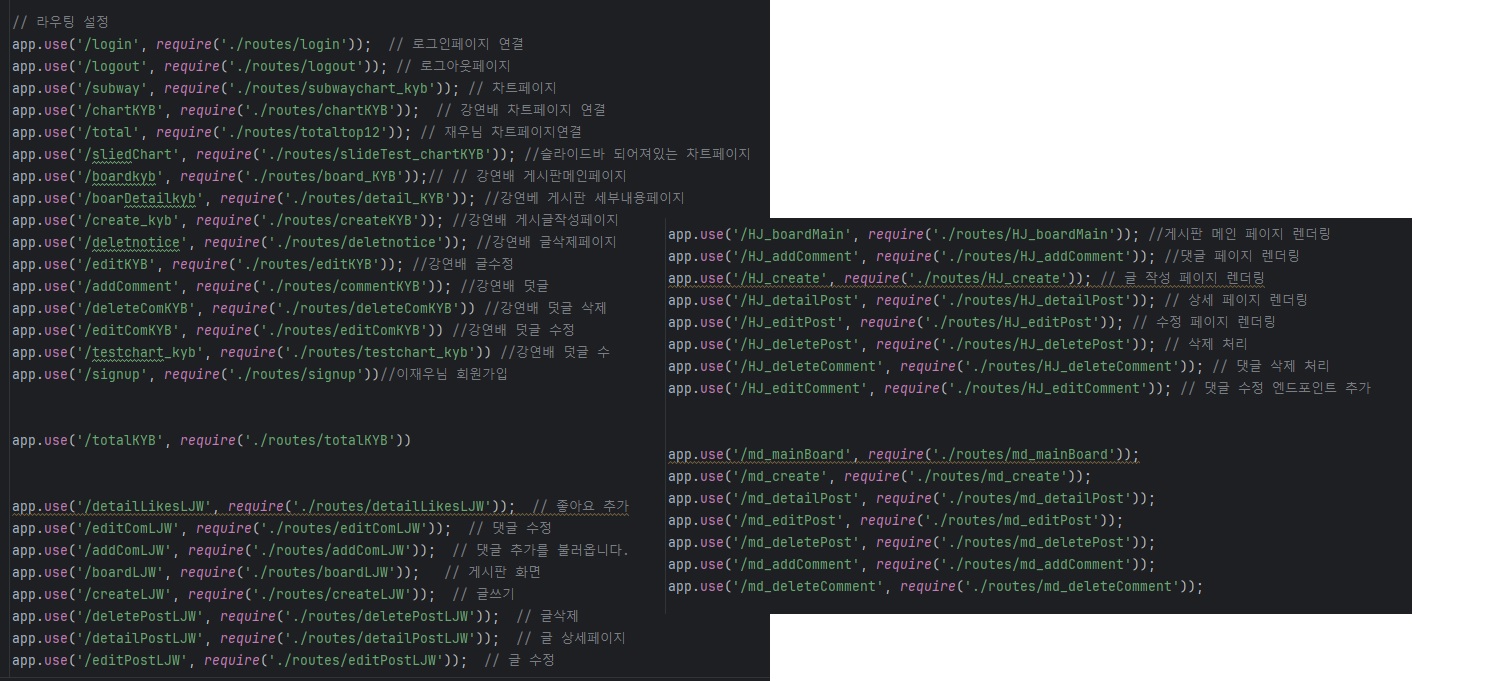 // 라우팅 설정
app.use('/login', require('./routes/login'));  // 로그인페이지 연결
app.use('/logout', require('./routes/logout')); // 로그아웃페이지
app.use('/subway', require('./routes/subwaychart_kyb')); // 차트페이지
app.use('/chartKYB', require('./routes/chartKYB'));  // 강연배 차트페이지 연결
app.use('/total', require('./routes/totaltop12')); // 재우님 차트페이지연결
app.use('/sliedChart', require('./routes/slideTest_chartKYB')); //슬라이드바 되어져있는 차트페이지
app.use('/boardkyb', require('./routes/board_KYB'));// // 강연배 게시판메인페이지
app.use('/boarDetailkyb', require('./routes/detail_KYB')); //강연베 게시판 세부내용페이지
app.use('/create_kyb', require('./routes/createKYB')); //강연배 게시글작성페이지
app.use('/deletnotice', require('./routes/deletnotice')); //강연배 글삭제페이지
app.use('/editKYB', require('./routes/editKYB')); //강연배 글수정
app.use('/addComment', require('./routes/commentKYB')); //강연배 덧글
app.use('/deleteComKYB', require('./routes/deleteComKYB')) //강연배 덧글 삭제
app.use('/editComKYB', require('./routes/editComKYB')) //강연배 덧글 수정
app.use('/testchart_kyb', require('./routes/testchart_kyb')) //강연배 덧글 수
app.use('/signup', require('./routes/signup'))//이재우님 회원가입
app.use('/totalKYB', require('./routes/totalKYB'))
app.use('/detailLikesLJW', require('./routes/detailLikesLJW'));  // 좋아요 추가
app.use('/editComLJW', require('./routes/editComLJW'));  // 댓글 수정
app.use('/addComLJW', require('./routes/addComLJW'));  // 댓글 추가를 불러옵니다.
app.use('/boardLJW', require('./routes/boardLJW'));   // 게시판 화면
app.use('/createLJW', require('./routes/createLJW'));  // 글쓰기
app.use('/deletePostLJW', require('./routes/deletePostLJW'));  // 글삭제
app.use('/detailPostLJW', require('./routes/detailPostLJW'));  // 글 상세페이지
app.use('/editPostLJW', require('./routes/editPostLJW'));  // 글 수정
app.use('/HJ_boardMain', require('./routes/HJ_boardMain')); //게시판 메인 페이지 렌더링
app.use('/HJ_addComment', require('./routes/HJ_addComment')); //댓글 페이지 렌더링
app.use('/HJ_create', require('./routes/HJ_create')); // 글 작성 페이지 렌더링
app.use('/HJ_detailPost', require('./routes/HJ_detailPost')); // 상세 페이지 렌더링
app.use('/HJ_editPost', require('./routes/HJ_editPost')); // 수정 페이지 렌더링
app.use('/HJ_deletePost', require('./routes/HJ_deletePost')); // 삭제 처리
app.use('/HJ_deleteComment', require('./routes/HJ_deleteComment')); // 댓글 삭제 처리
app.use('/HJ_editComment', require('./routes/HJ_editComment')); // 댓글 수정 엔드포인트 추가
app.use('/md_mainBoard', require('./routes/md_mainBoard'));
app.use('/md_create', require('./routes/md_create'));
app.use('/md_detailPost', require('./routes/md_detailPost'));
app.use('/md_editPost', require('./routes/md_editPost'));
app.use('/md_deletePost', require('./routes/md_deletePost'));
app.use('/md_addComment', require('./routes/md_addComment'));
app.use('/md_deleteComment', require('./routes/md_deleteComment'));